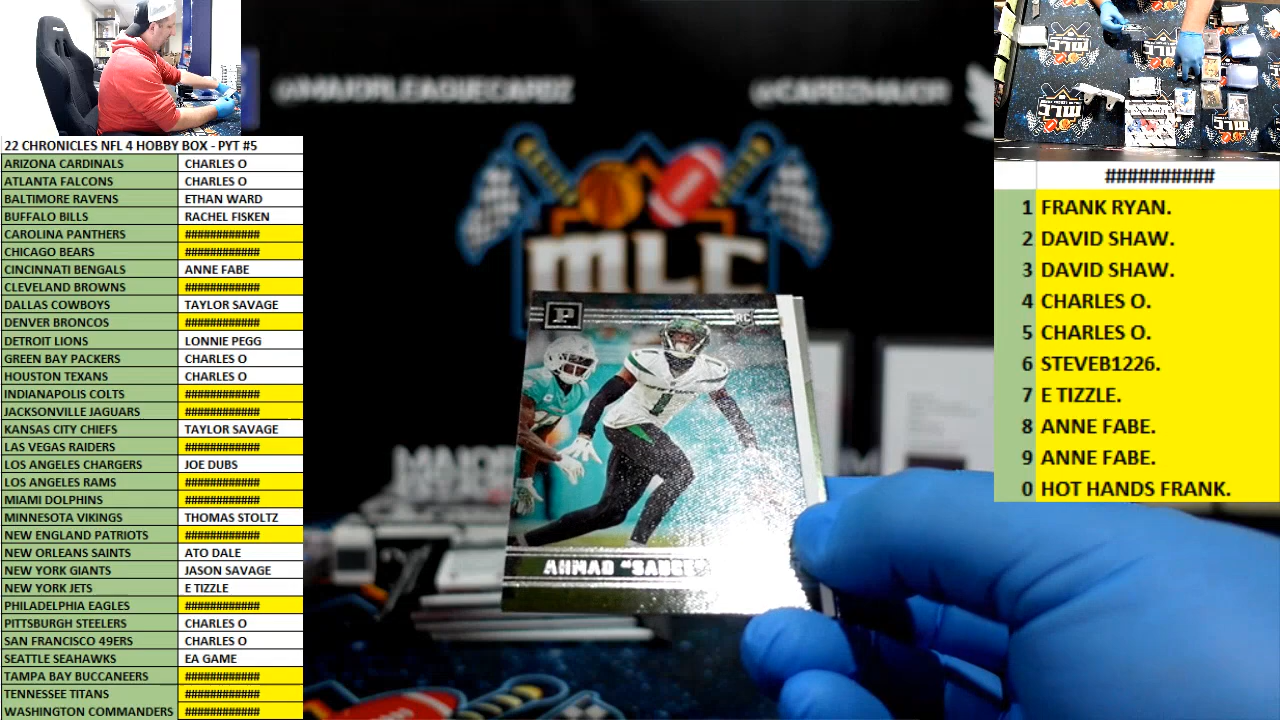 @MAJORLEAGUECARDZ
@CARDZMAJOR
22 CHRONICLES NFL 4 HOBBY BOX - PYT #5
ARIZONA CARDINALS CHARLES O
ATLANTA FALCONS CHARLES O
BALTIMORE RAVENS ETHAN WARD
BUFFALO BILLS RACHEL FISKEN
CAROLINA PANTHERS ############
CHICAGO BEARS ############
CINCINNATI BENGALS ANNE FABE
CLEVELAND BROWNS ############
DALLAS COWBOYS TAYLOR SAVAGE
DENVER BRONCOS ############
DETROIT LIONS LONNIE PEGG
GREEN BAY PACKERS CHARLES O
HOUSTON TEXANS CHARLES O
INDIANAPOLIS COLTS ############
JACKSONVILLE JAGUARS ############
KANSAS CITY CHIEFS TAYLOR SAVAGE
LAS VEGAS RAIDERS ############
LOS ANGELES CHARGERS JOE DUBS
LOS ANGELES RAMS ############
MIAMI DOLPHINS ############
MINNESOTA VIKINGS THOMAS STOLTZ
NEW ENGLAND PATRIOTS ############
NEW ORLEANS SAINTS ATO DALE
NEW YORK GIANTS JASON SAVAGE
NEW YORK JETS E TIZZLE
PHILADELPHIA EAGLES ############
PITTSBURGH STEELERS CHARLES O
SAN FRANCISCO 49ERS CHARLES O
SEATTLE SEAHAWKS EA GAME
TAMPA BAY BUCCANEERS ############
TENNESSEE TITANS ############
WASHINGTON COMMANDERS ############
MLC
P
RC
1
AHMAD "SAUCE"
##########
1 FRANK RYAN.
2 DAVID SHAW.
3 DAVID SHAW.
4 CHARLES O.
5 CHARLES O.
6 STEVEB1226.
7 E TIZZLE.
8 ANNE FABE.
9 ANNE FABE.
0 HOT HANDS FRANK.